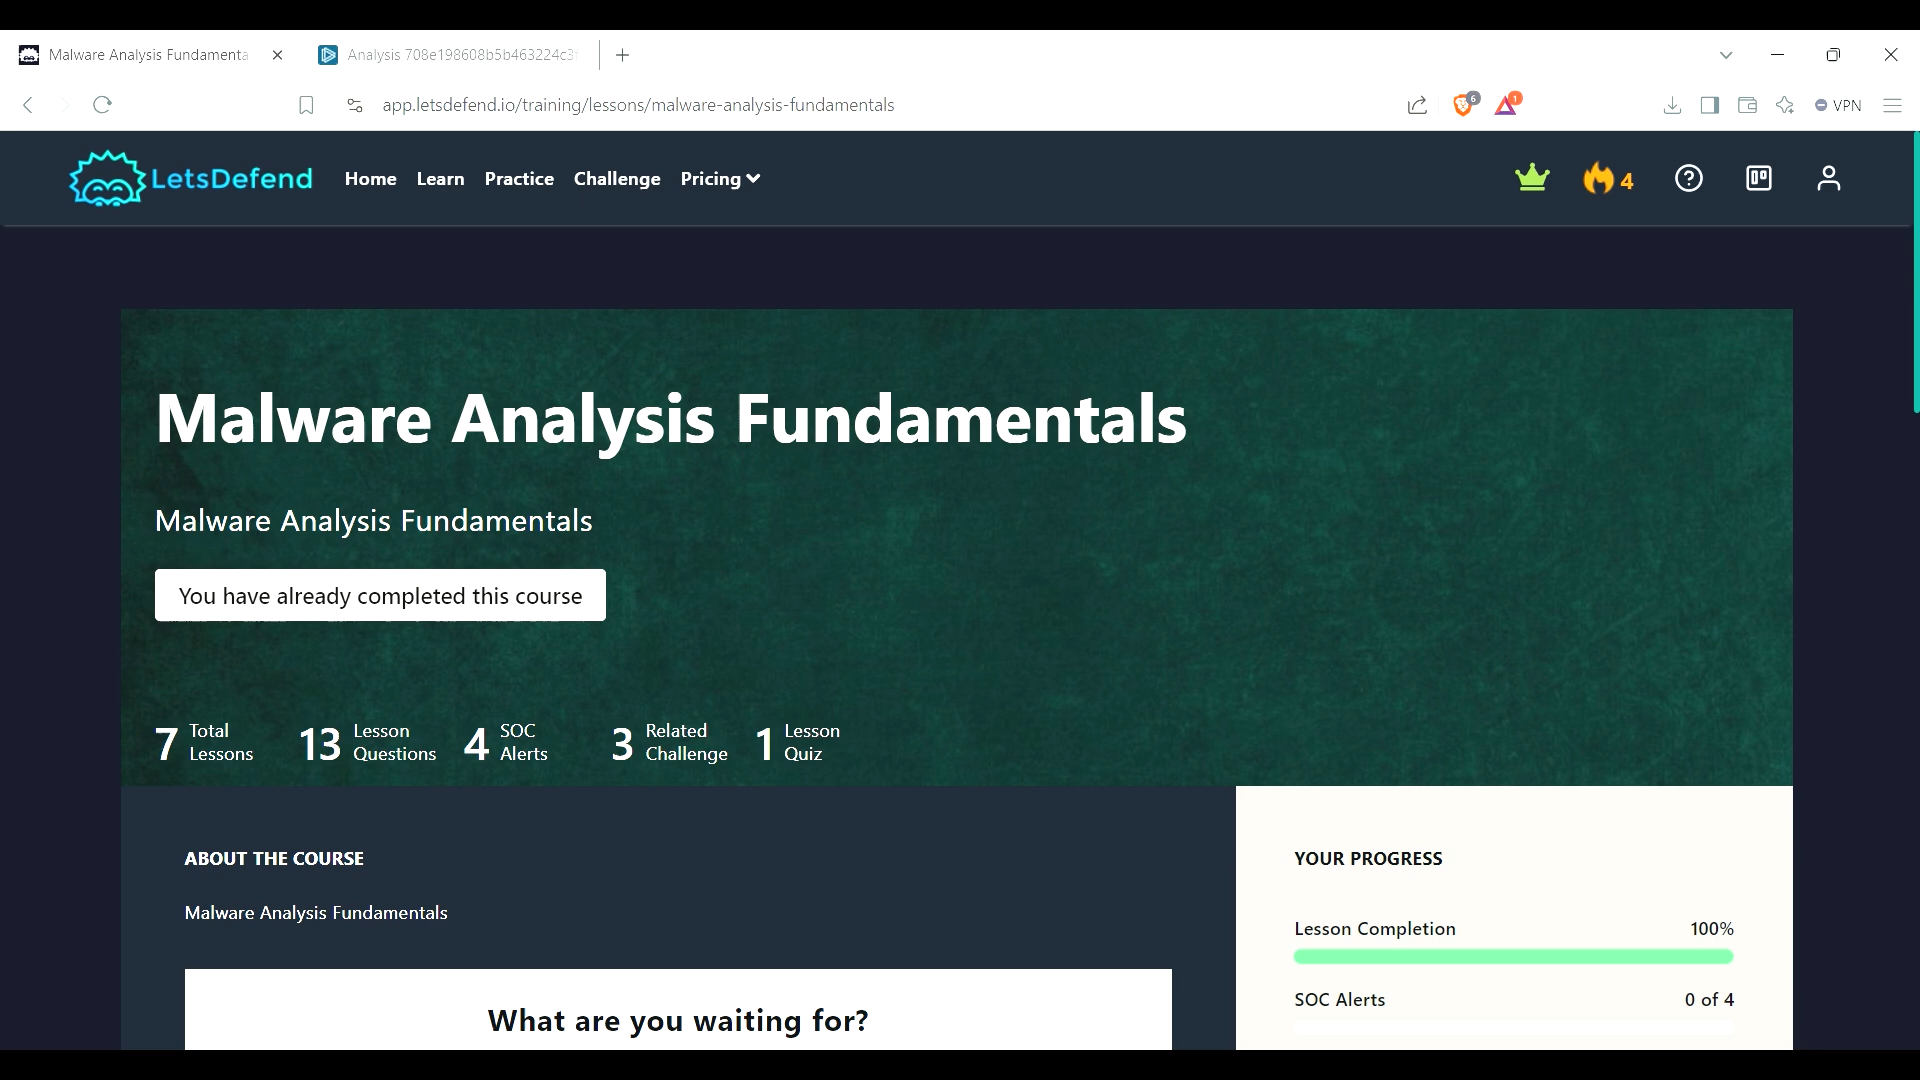 Malware Analysis Fundamenta
Analysis 708e198608b5b463224c3
app.letsdefend.io/training/lessons/malware-analysis-fundamentals
6
1
VPN
LetsDefend
Home Learn Practice Challenge Pricing
4
Malware Analysis Fundamentals
Malware Analysis Fundamentals
You have already completed this course
7 Total Lessons
13 Lesson Questions
4 SOC Alerts
3 Related Challenge
1 Lesson Quiz
ABOUT THE COURSE
Malware Analysis Fundamentals
What are you waiting for?
YOUR PROGRESS
Lesson Completion 100%
SOC Alerts 0 of 4